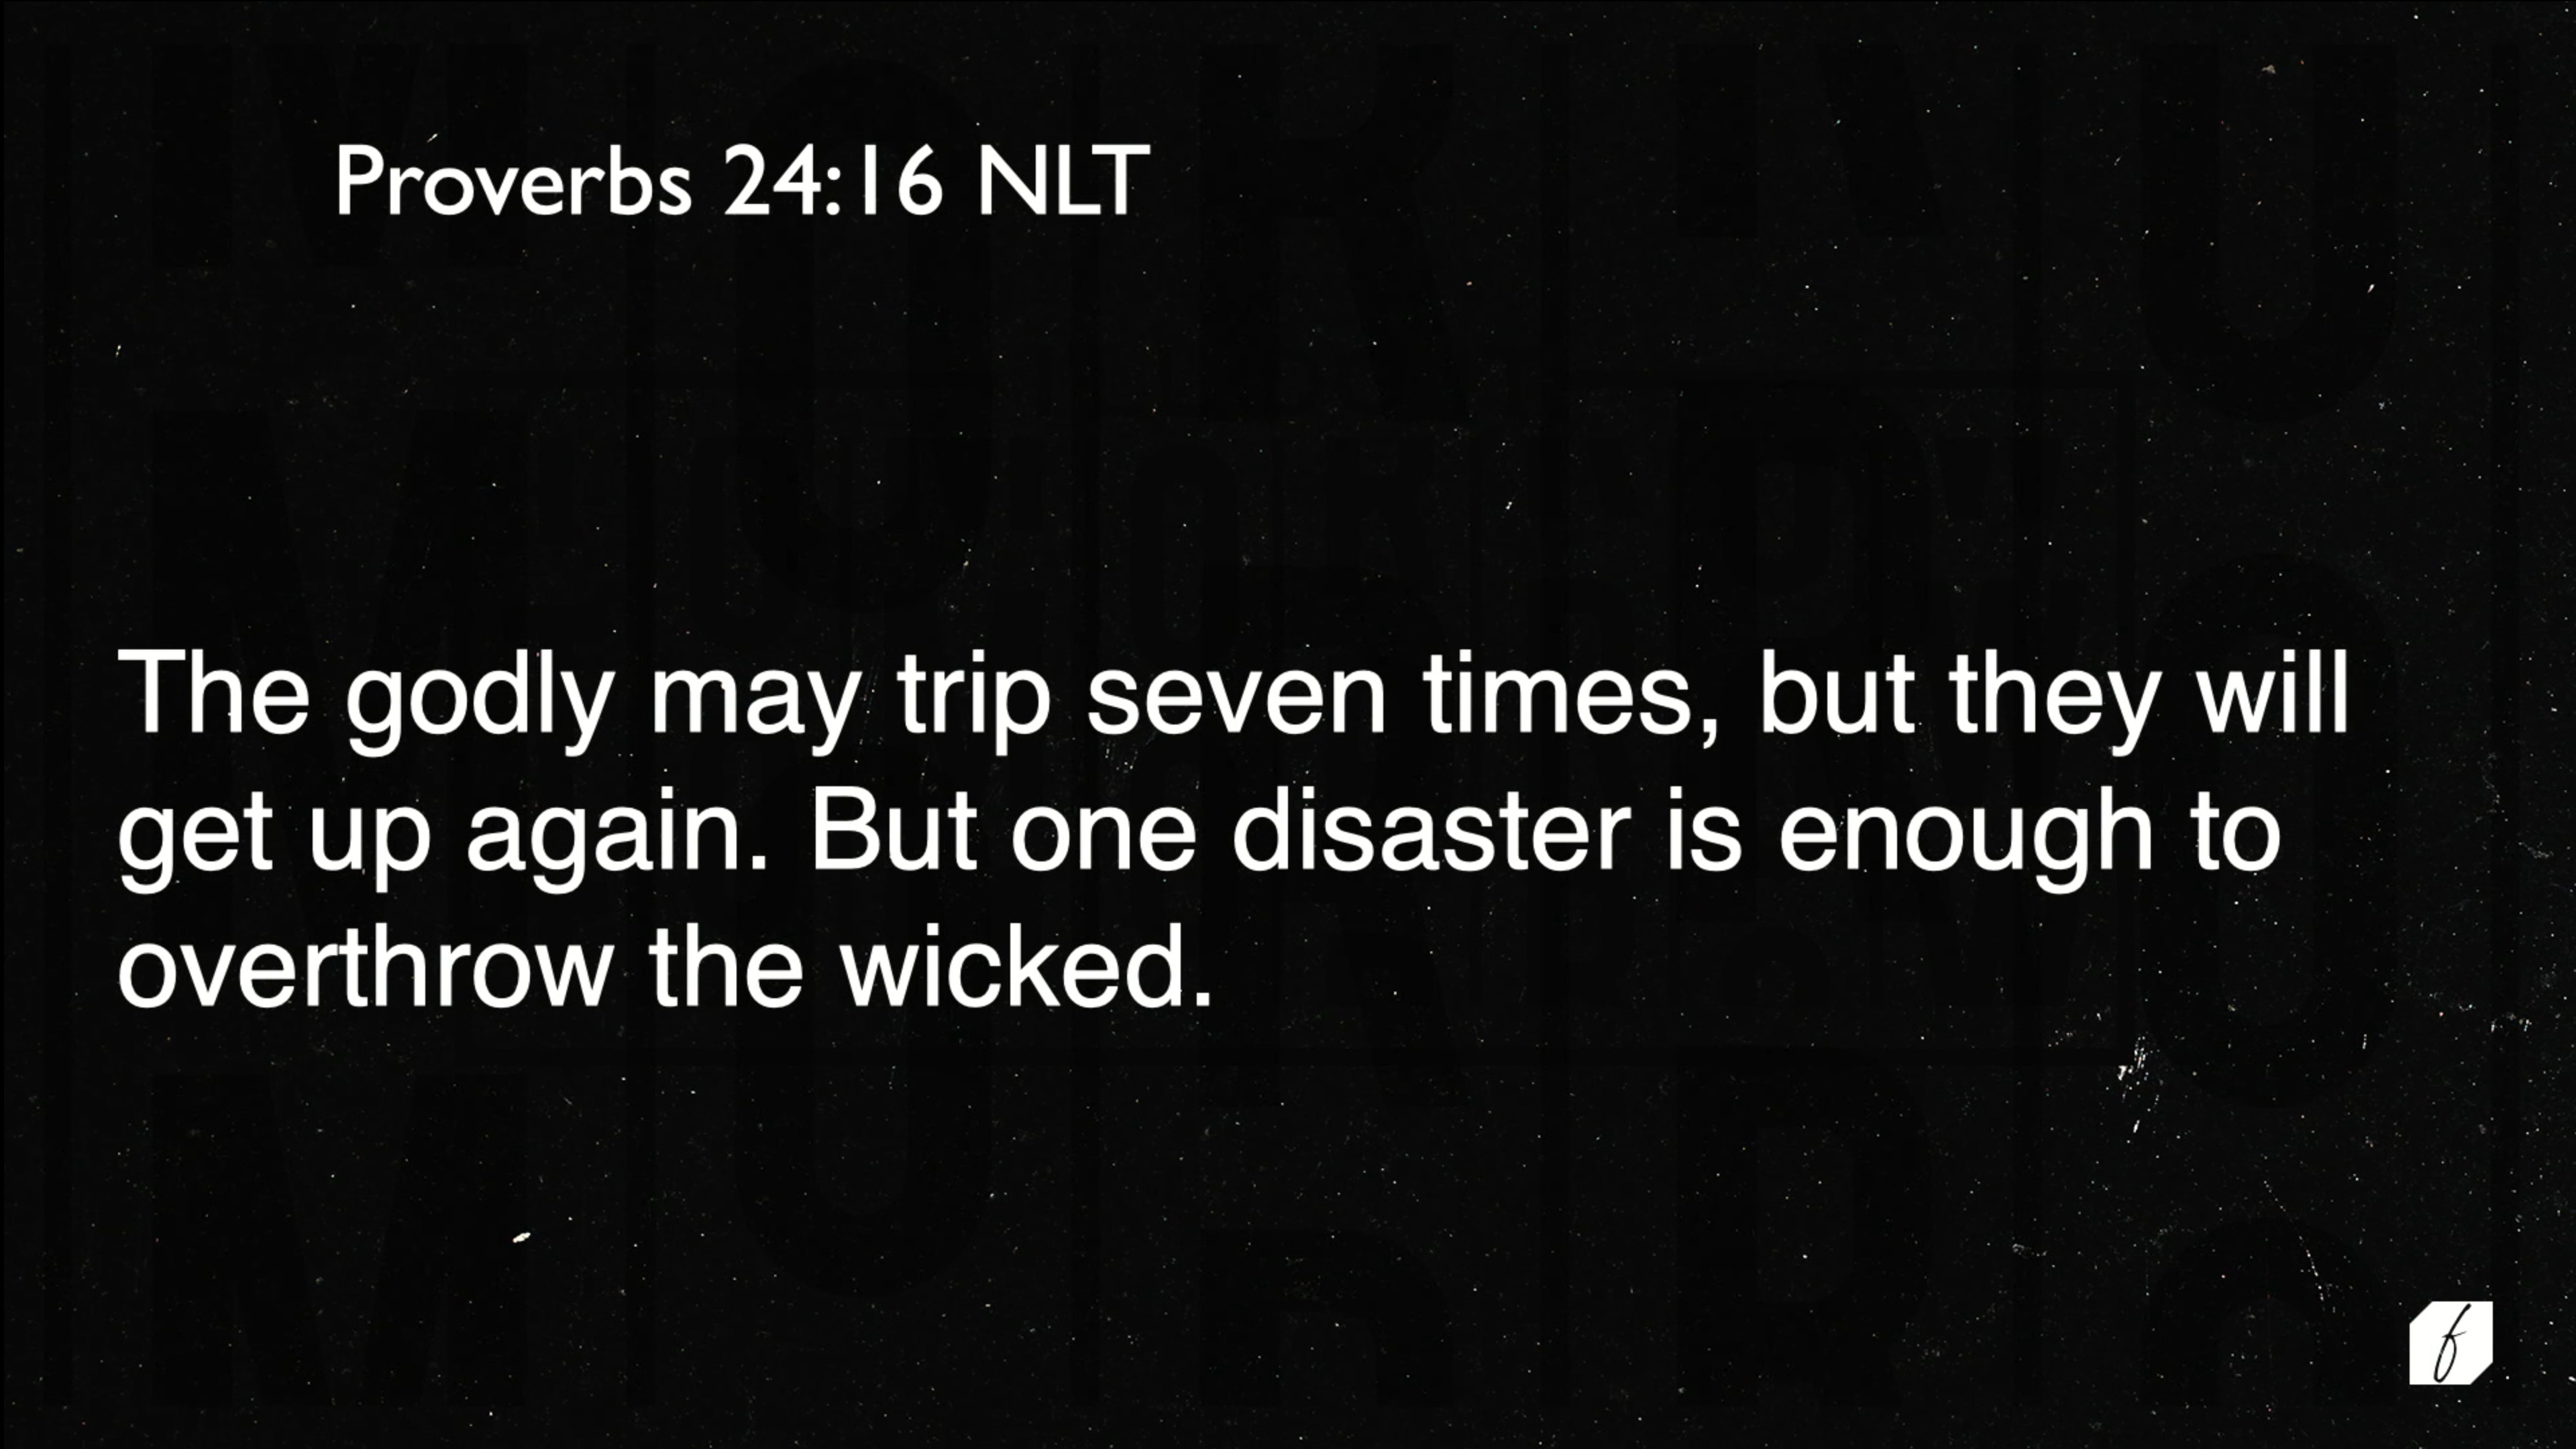 Proverbs 24:16 NLT
The godly may trip seven times, but they will
get up again. But one disaster is enough to
overthrow the wicked.
f